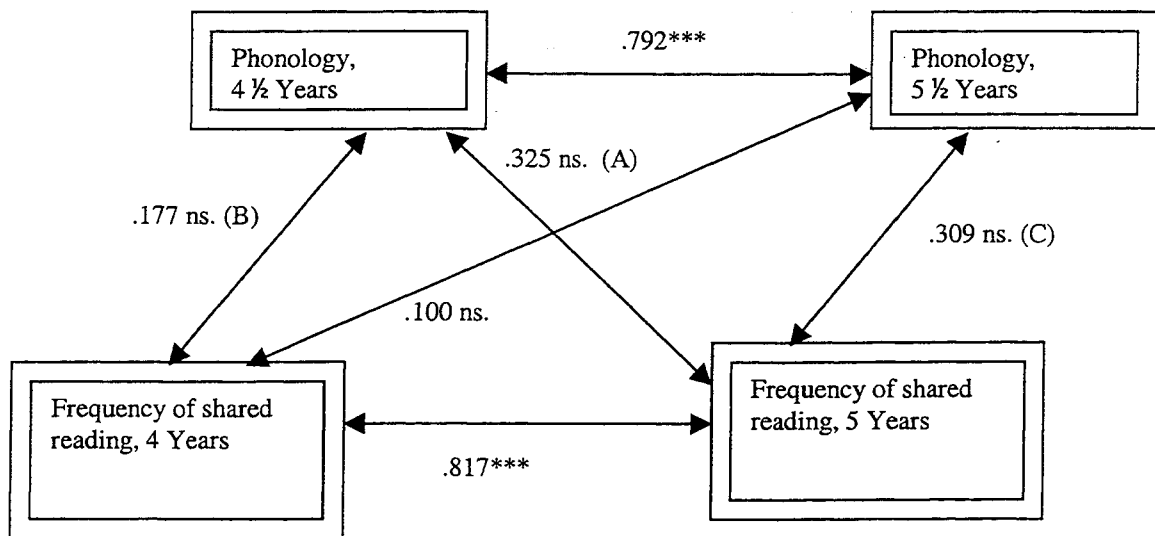 Phonology,
4 ½ Years
.792***
Phonology,
5 ½ Years
.325 ns. (A)
.177 ns. (B)
.309 ns. (C)
.100 ns.
Frequency of shared
reading, 4 Years
Frequency of shared
reading, 5 Years
.817***